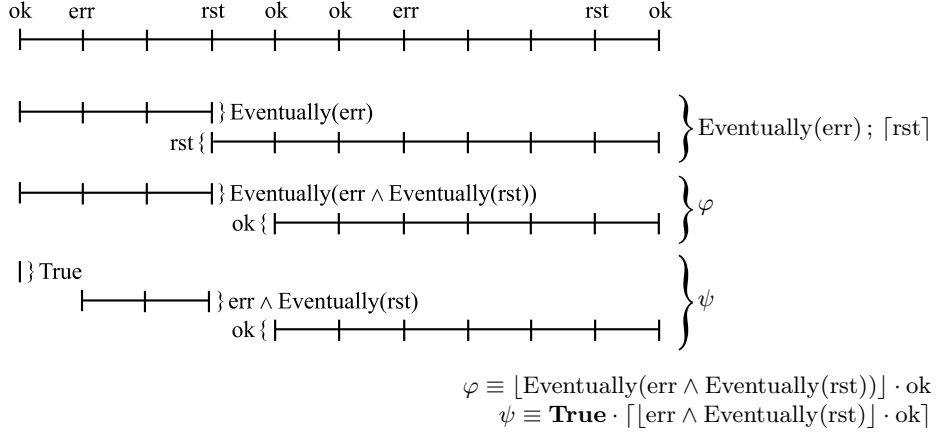 ok err rst ok ok err rst ok
} Eventually(err)
rst {
} Eventually(err) ; ⌈rst⌉
} Eventually(err ∧ Eventually(rst))
ok {
} φ
} True
} err ∧ Eventually(rst)
ok {
} ψ
φ ≡ ⌊Eventually(err ∧ Eventually(rst))⌋ · ok
ψ ≡ True · ⌈⌊err ∧ Eventually(rst)⌋ · ok⌉